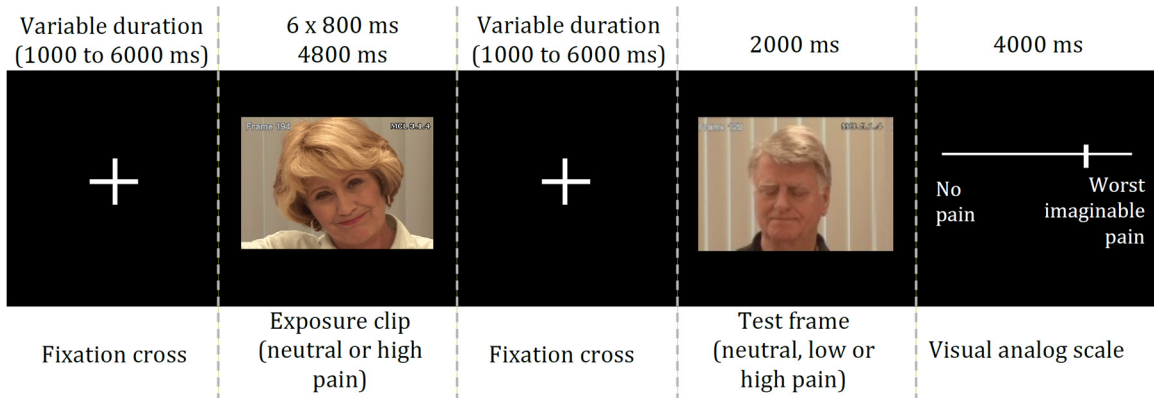 Variable duration
(1000 to 6000 ms)
6 x 800 ms
4800 ms
Variable duration
(1000 to 6000 ms)
2000 ms
4000 ms
Frame 194
No
pain
Worst
imaginable
pain
Fixation cross
Exposure clip
(neutral or high
pain)
Fixation cross
Test frame
(neutral, low or
high pain)
Visual analog scale